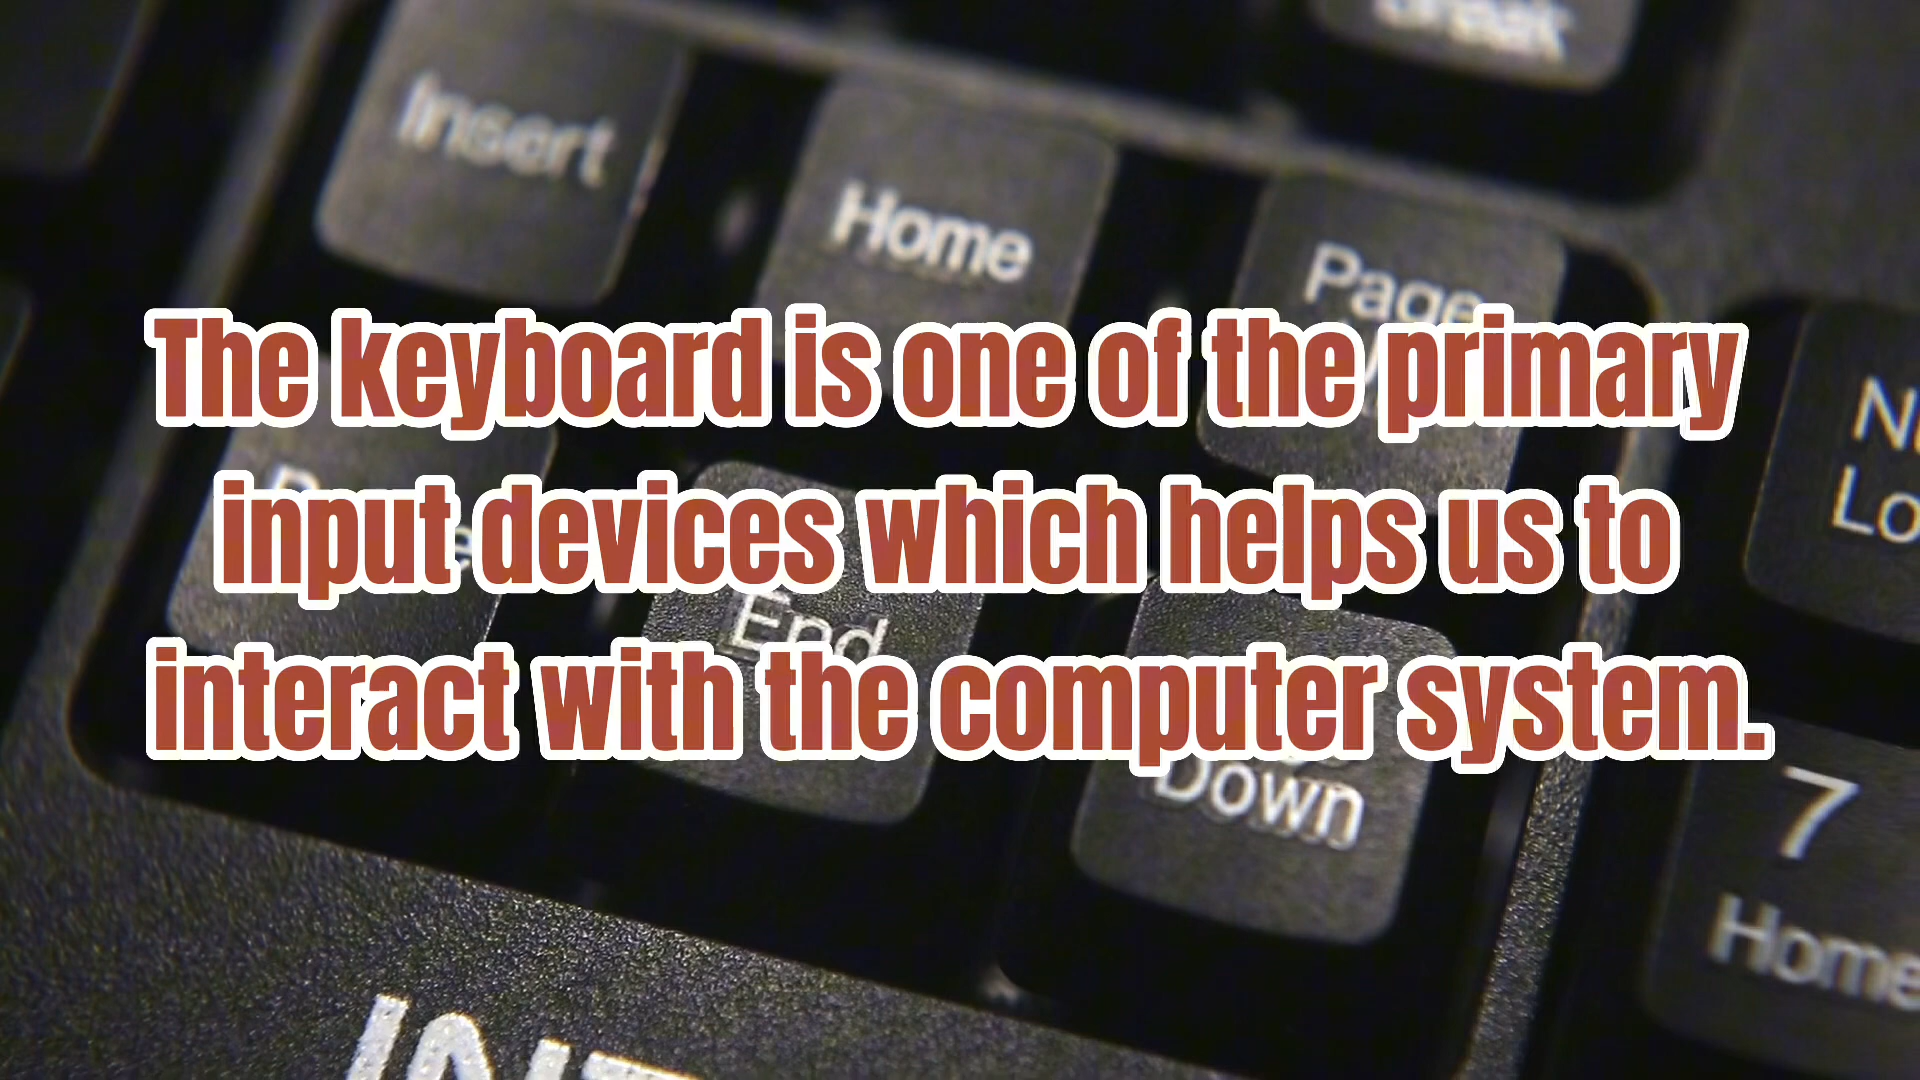 Break
Insert
Home
Page
The keyboard is one of the primary
input devices which helps us to
interact with the computer system.
End
Down
7
Home